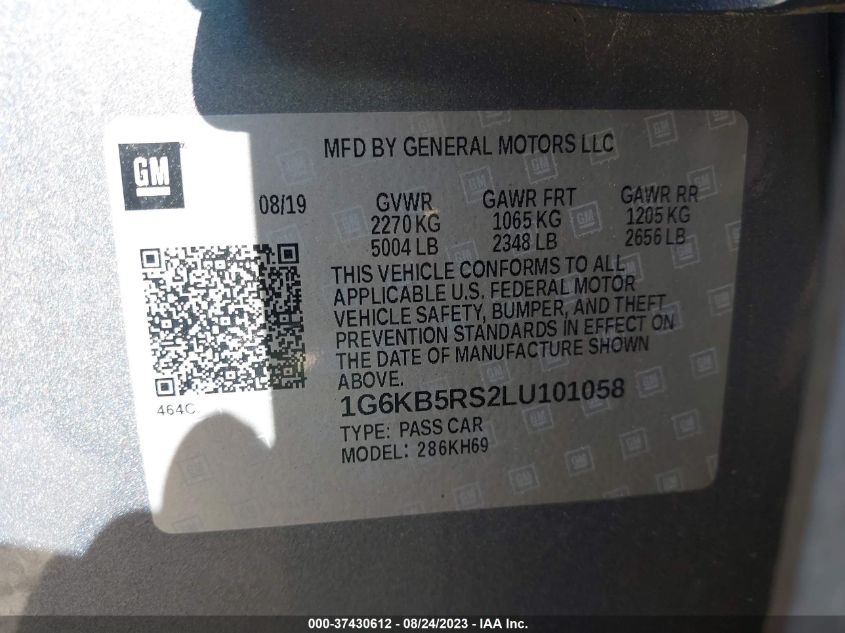 GM
MFD BY GENERAL MOTORS LLC
08/19 GVWR GAWR FRT GAWR RR
2270 KG 1065 KG 1205 KG
5004 LB 2348 LB 2656 LB
THIS VEHICLE CONFORMS TO ALL
APPLICABLE U.S. FEDERAL MOTOR
VEHICLE SAFETY, BUMPER, AND THEFT
PREVENTION STANDARDS IN EFFECT ON
THE DATE OF MANUFACTURE SHOWN
ABOVE.
464C
1G6KB5RS2LU101058
TYPE: PASS CAR
MODEL: 286KH69
000-37430612 - 08/24/2023 - IAA Inc.